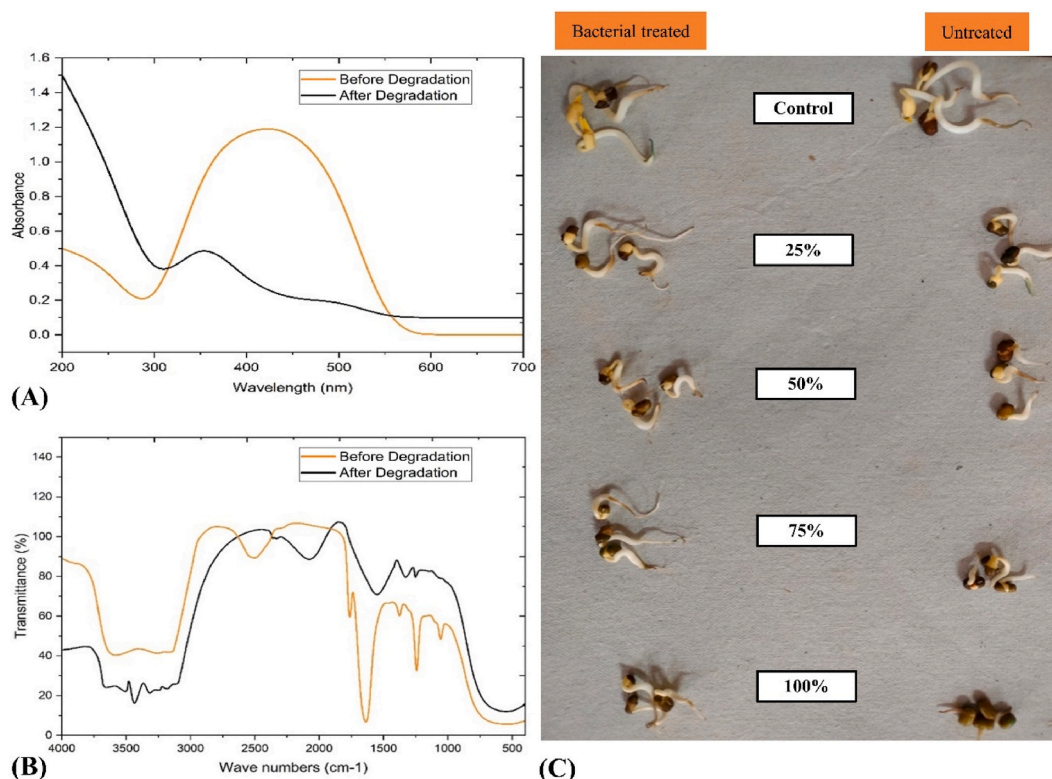 Bacterial treated
Untreated
1.6
1.4
1.2
1.0
0.8
0.6
0.4
0.2
0.0
Absorbance
Before Degradation
After Degradation
200
300
400
500
600
700
Wavelength (nm)
(A)
140
120
100
80
60
40
20
0
Transmittance (%)
Before Degradation
After Degradation
4000
3500
3000
2500
2000
1500
1000
500
Wave numbers (cm-1)
(B)
Control
25%
50%
75%
100%
(C)